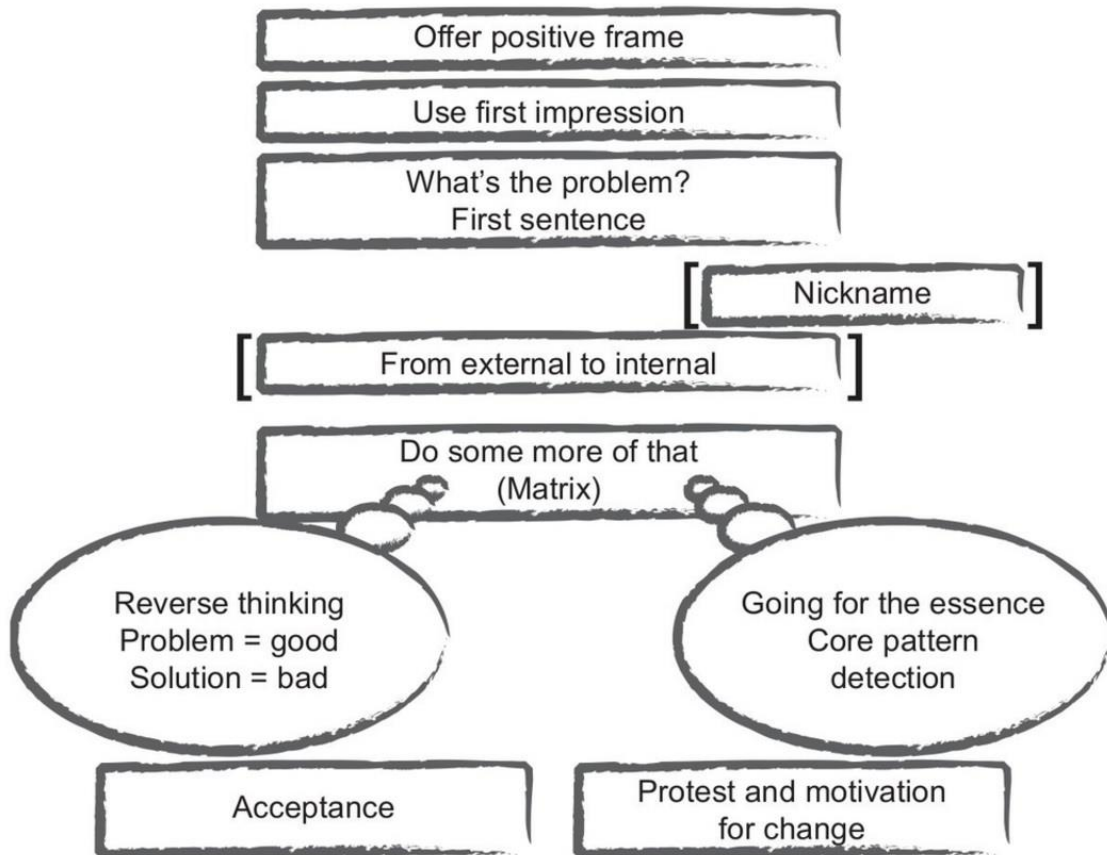 Offer positive frame
Use first impression
What’s the problem?
First sentence
[ Nickname ]
[ From external to internal ]
Do some more of that
(Matrix)
Reverse thinking
Problem = good
Solution = bad
Going for the essence
Core pattern
detection
Acceptance
Protest and motivation
for change